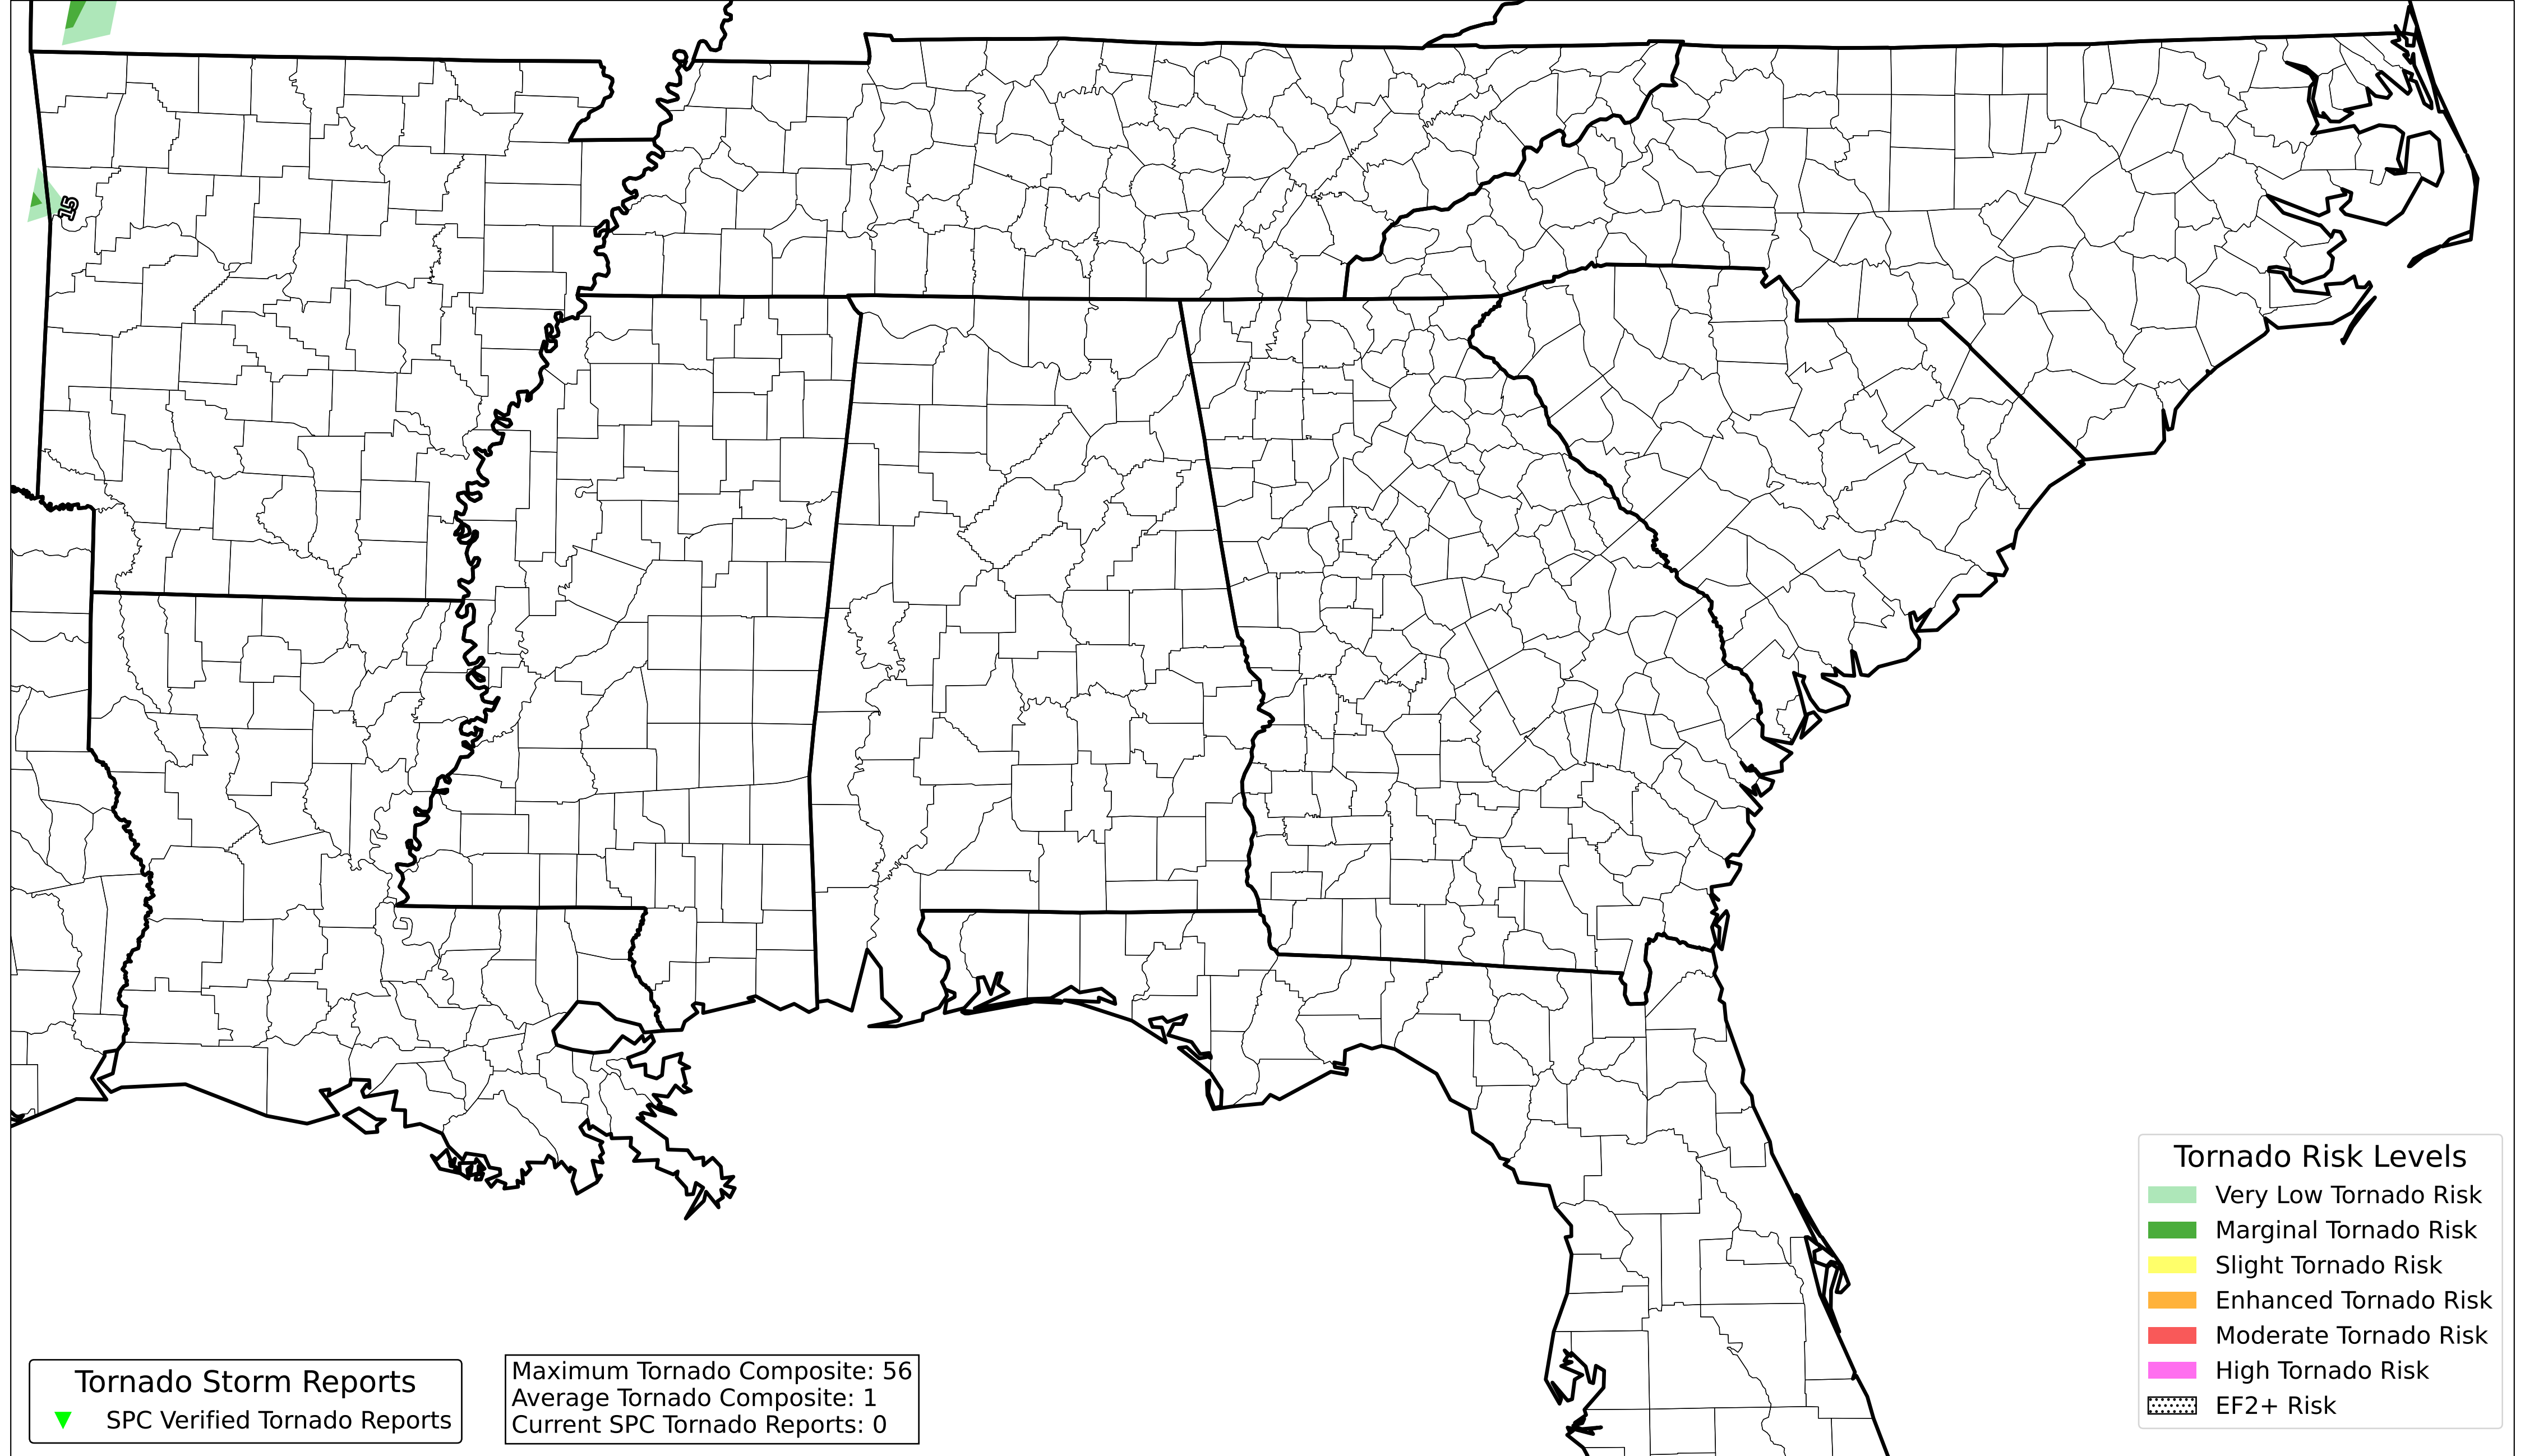 15
Tornado Risk Levels
Very Low Tornado Risk
Marginal Tornado Risk
Slight Tornado Risk
Enhanced Tornado Risk
Moderate Tornado Risk
High Tornado Risk
EF2+ Risk
Tornado Storm Reports
SPC Verified Tornado Reports
Maximum Tornado Composite: 56
Average Tornado Composite: 1
Current SPC Tornado Reports: 0